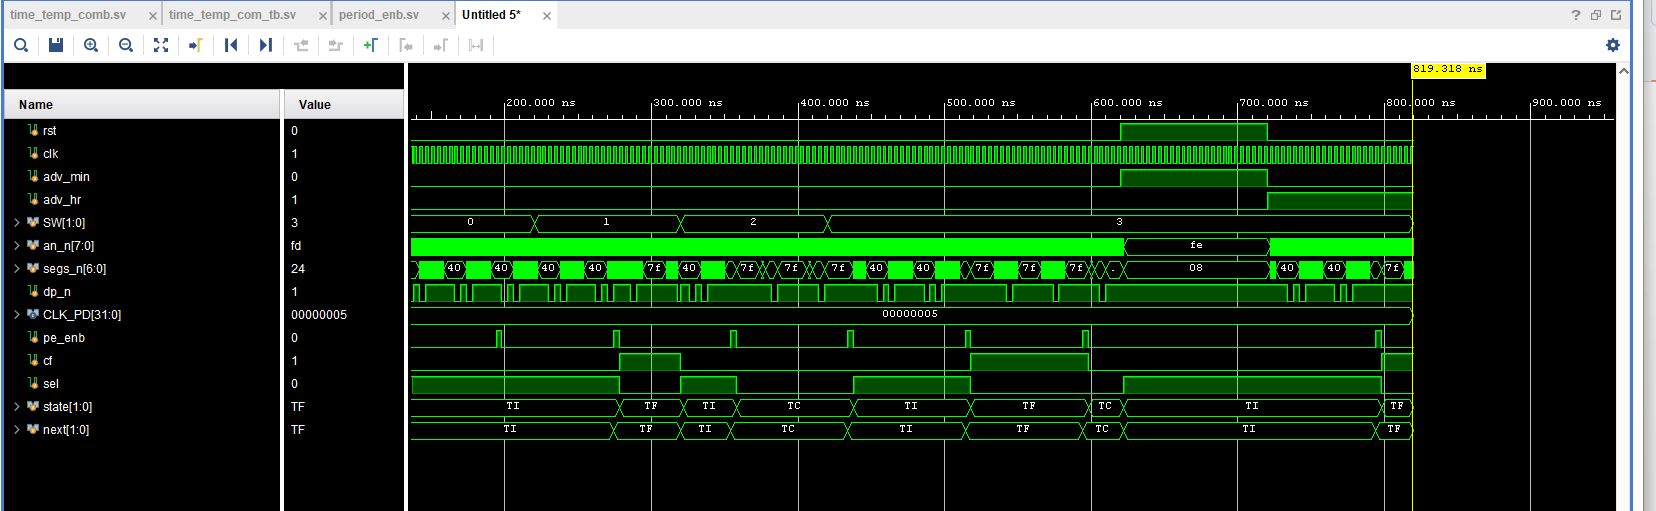 time_temp_comb.sv × time_temp_com_tb.sv × period_enb.sv × Untitled 5* × ?
819.318 ns
Name Value 200.000 ns 300.000 ns 400.000 ns 500.000 ns 600.000 ns 700.000 ns 800.000 ns 900.000 ns
rst 0
clk 1
adv_min 0
adv_hr 1
SW[1:0] 3 0 1 2 3
an_n[7:0] fd fe
segs_n[6:0] 24 40 40 40 40 7f 40 7f 7f 7f 40 40 7f 7f 7f . 08 40 40 7f
dp_n 1
CLK_PD[31:0] 00000005 00000005
pe_enb 0
cf 1
sel 0
state[1:0] TF TI TF TI TC TI TF TC TI TF
next[1:0] TF TI TF TI TC TI TF TC TI TF